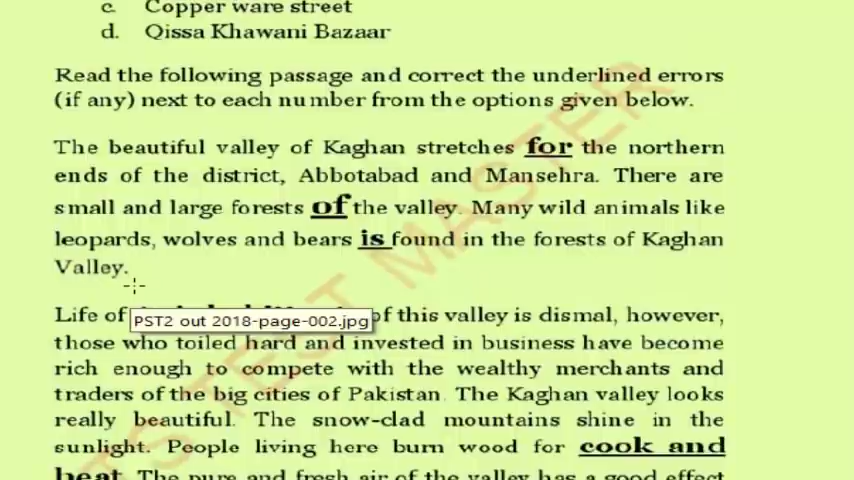 c. Copper ware street
d. Qissa Khawani Bazaar
Read the following passage and correct the underlined errors
(if any) next to each number from the options given below.
The beautiful valley of Kaghan stretches for the northern
ends of the district, Abbotabad and Mansehra. There are
small and large forests of the valley. Many wild animals like
leopards, wolves and bears is found in the forests of Kaghan
Valley.
Life of of this valley is dismal, however,
PST2 out 2018-page-002.jpg
those who toiled hard and invested in business have become
rich enough to compete with the wealthy merchants and
traders of the big cities of Pakistan. The Kaghan valley looks
really beautiful. The snow-clad mountains shine in the
sunlight. People living here burn wood for cook and
heat. The pure and fresh air of the valley has a good effect